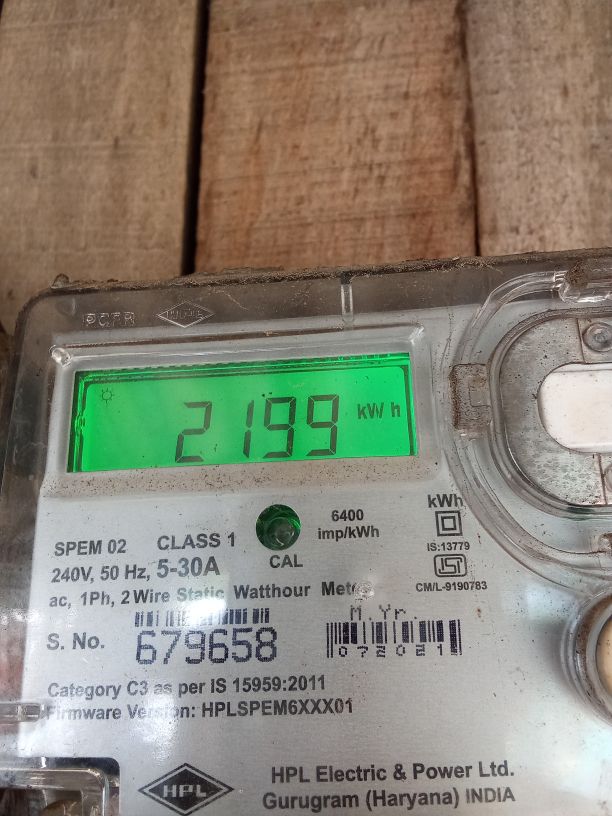 2199 kWh
6400
imp/kWh
kWh
SPEM 02 CLASS 1
CAL
IS:13779
240V, 50 Hz, 5-30A
CM/L-9190783
ac, 1Ph, 2 Wire Static Watthour Meter
M.Yr.
S. No. 679658
072021
Category C3 as per IS 15959:2011
Firmware Version: HPLSPEM6XXX01
HPL
HPL Electric & Power Ltd.
Gurugram (Haryana) INDIA